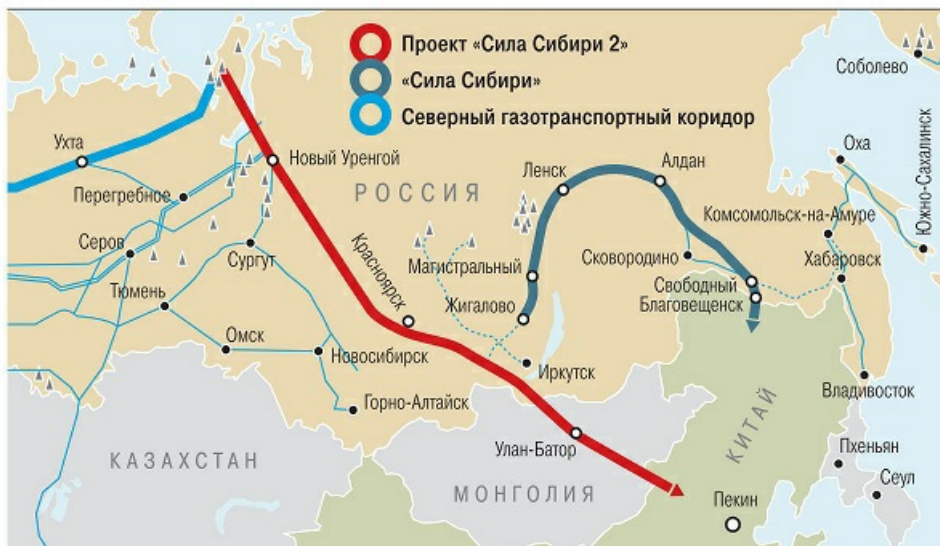 Проект «Сила Сибири 2»
«Сила Сибири»
Северный газотранспортный коридор
Соболево
Ухта
Новый Уренгой
Перегребное
РОССИЯ
Ленск
Алдан
Оха
Южно-Сахалинск
Комсомольск-на-Амуре
Серов
Сургут
Красноярск
Магистральный
Сковородино
Хабаровск
Тюмень
Жигалово
Свободный
Благовещенск
Омск
Новосибирск
Иркутск
Владивосток
Горно-Алтайск
Улан-Батор
КИТАЙ
Пхеньян
КАЗАХСТАН
МОНГОЛИЯ
Сеул
Пекин